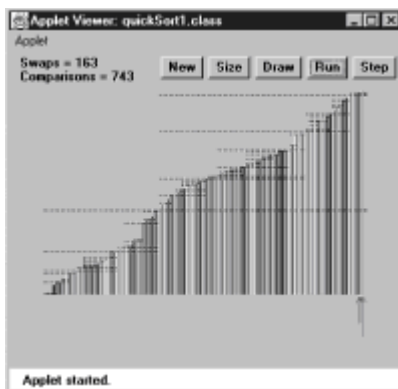 Applet Viewer: quickSort1.class
Applet
Swaps = 163
Comparisons = 743
New Size Draw Run Step
Applet started.